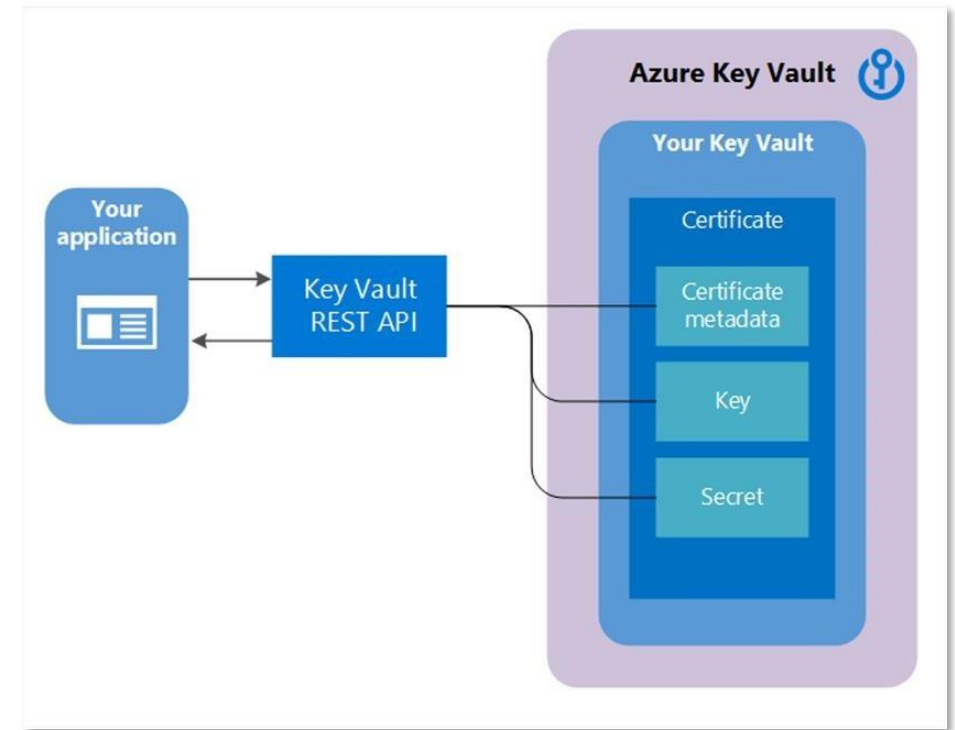 Azure Key Vault
Your Key Vault
Your
application
Certificate
Key Vault
REST API
Certificate
metadata
Key
Secret